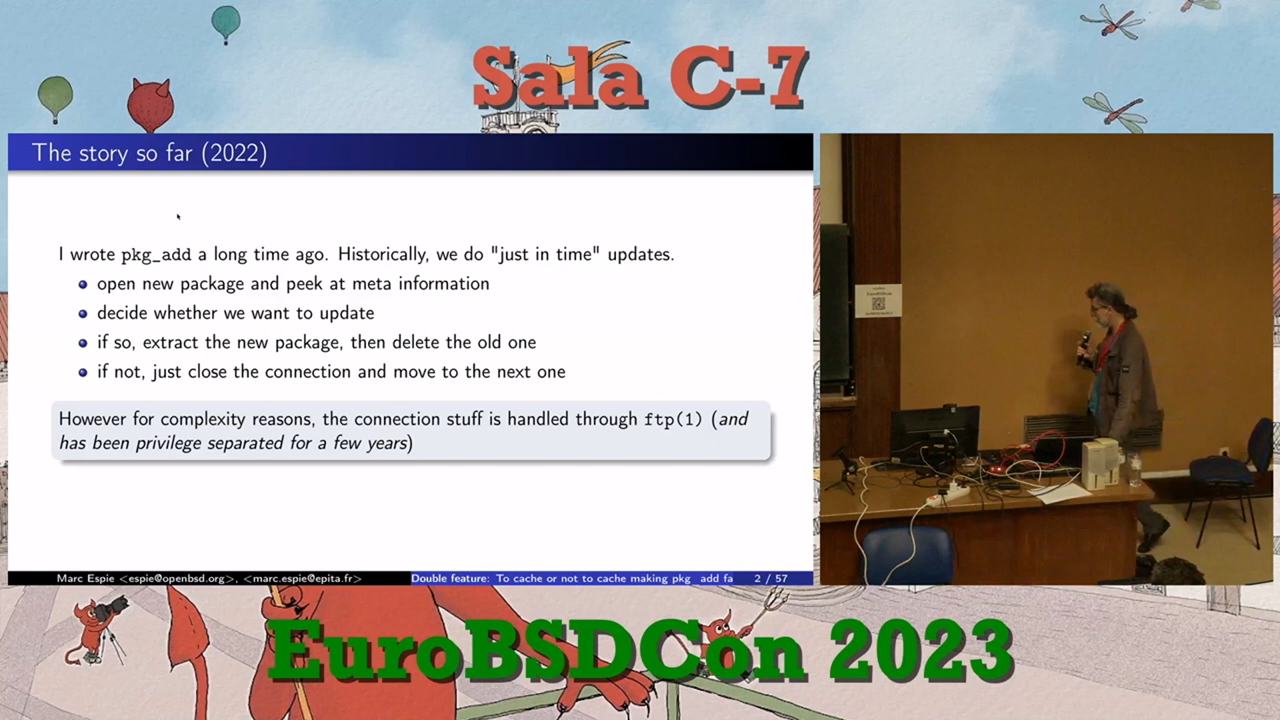 Sala C-7
The story so far (2022)
I wrote pkg_add a long time ago. Historically, we do "just in time" updates.
open new package and peek at meta information
decide whether we want to update
if so, extract the new package, then delete the old one
if not, just close the connection and move to the next one
However for complexity reasons, the connection stuff is handled through ftp(1) (and
has been privilege separated for a few years)
Marc Espie <espie@openbsd.org>, <marc.espie@epita.fr>
Double feature: To cache or not to cache making pkg_add fa
2 / 57
EuroBSDCon 2023